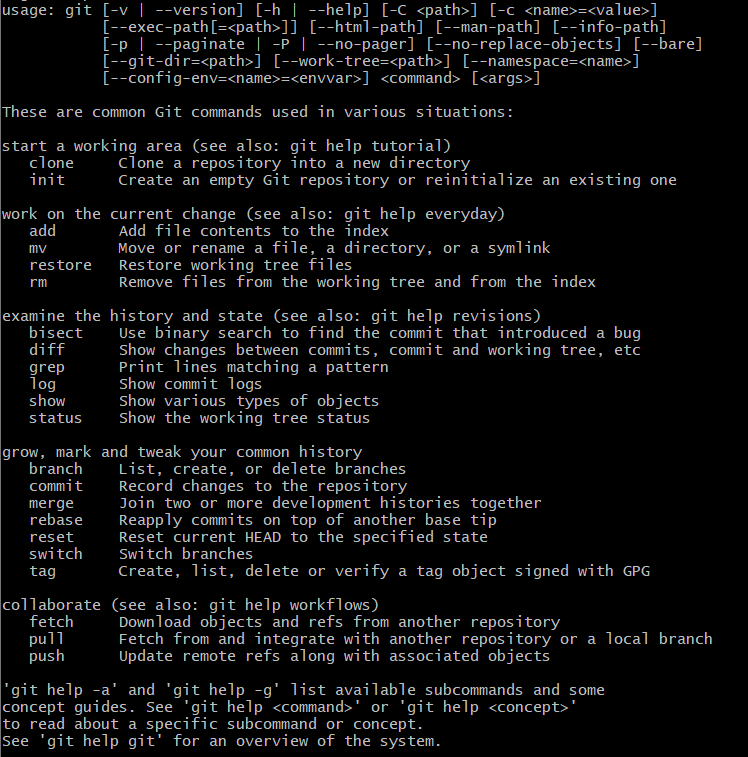 usage: git [-v | --version] [-h | --help] [-C <path>] [-c <name>=<value>]
           [--exec-path[=<path>]] [--html-path] [--man-path] [--info-path]
           [-p | --paginate | -P | --no-pager] [--no-replace-objects] [--bare]
           [--git-dir=<path>] [--work-tree=<path>] [--namespace=<name>]
           [--config-env=<name>=<envvar>] <command> [<args>]

These are common Git commands used in various situations:

start a working area (see also: git help tutorial)
   clone     Clone a repository into a new directory
   init      Create an empty Git repository or reinitialize an existing one

work on the current change (see also: git help everyday)
   add       Add file contents to the index
   mv        Move or rename a file, a directory, or a symlink
   restore   Restore working tree files
   rm        Remove files from the working tree and from the index

examine the history and state (see also: git help revisions)
   bisect    Use binary search to find the commit that introduced a bug
   diff      Show changes between commits, commit and working tree, etc
   grep      Print lines matching a pattern
   log       Show commit logs
   show      Show various types of objects
   status    Show the working tree status

grow, mark and tweak your common history
   branch    List, create, or delete branches
   commit    Record changes to the repository
   merge     Join two or more development histories together
   rebase    Reapply commits on top of another base tip
   reset     Reset current HEAD to the specified state
   switch    Switch branches
   tag       Create, list, delete or verify a tag object signed with GPG

collaborate (see also: git help workflows)
   fetch     Download objects and refs from another repository
   pull      Fetch from and integrate with another repository or a local branch
   push      Update remote refs along with associated objects

'git help -a' and 'git help -g' list available subcommands and some
concept guides. See 'git help <command>' or 'git help <concept>'
to read about a specific subcommand or concept.
See 'git help git' for an overview of the system.